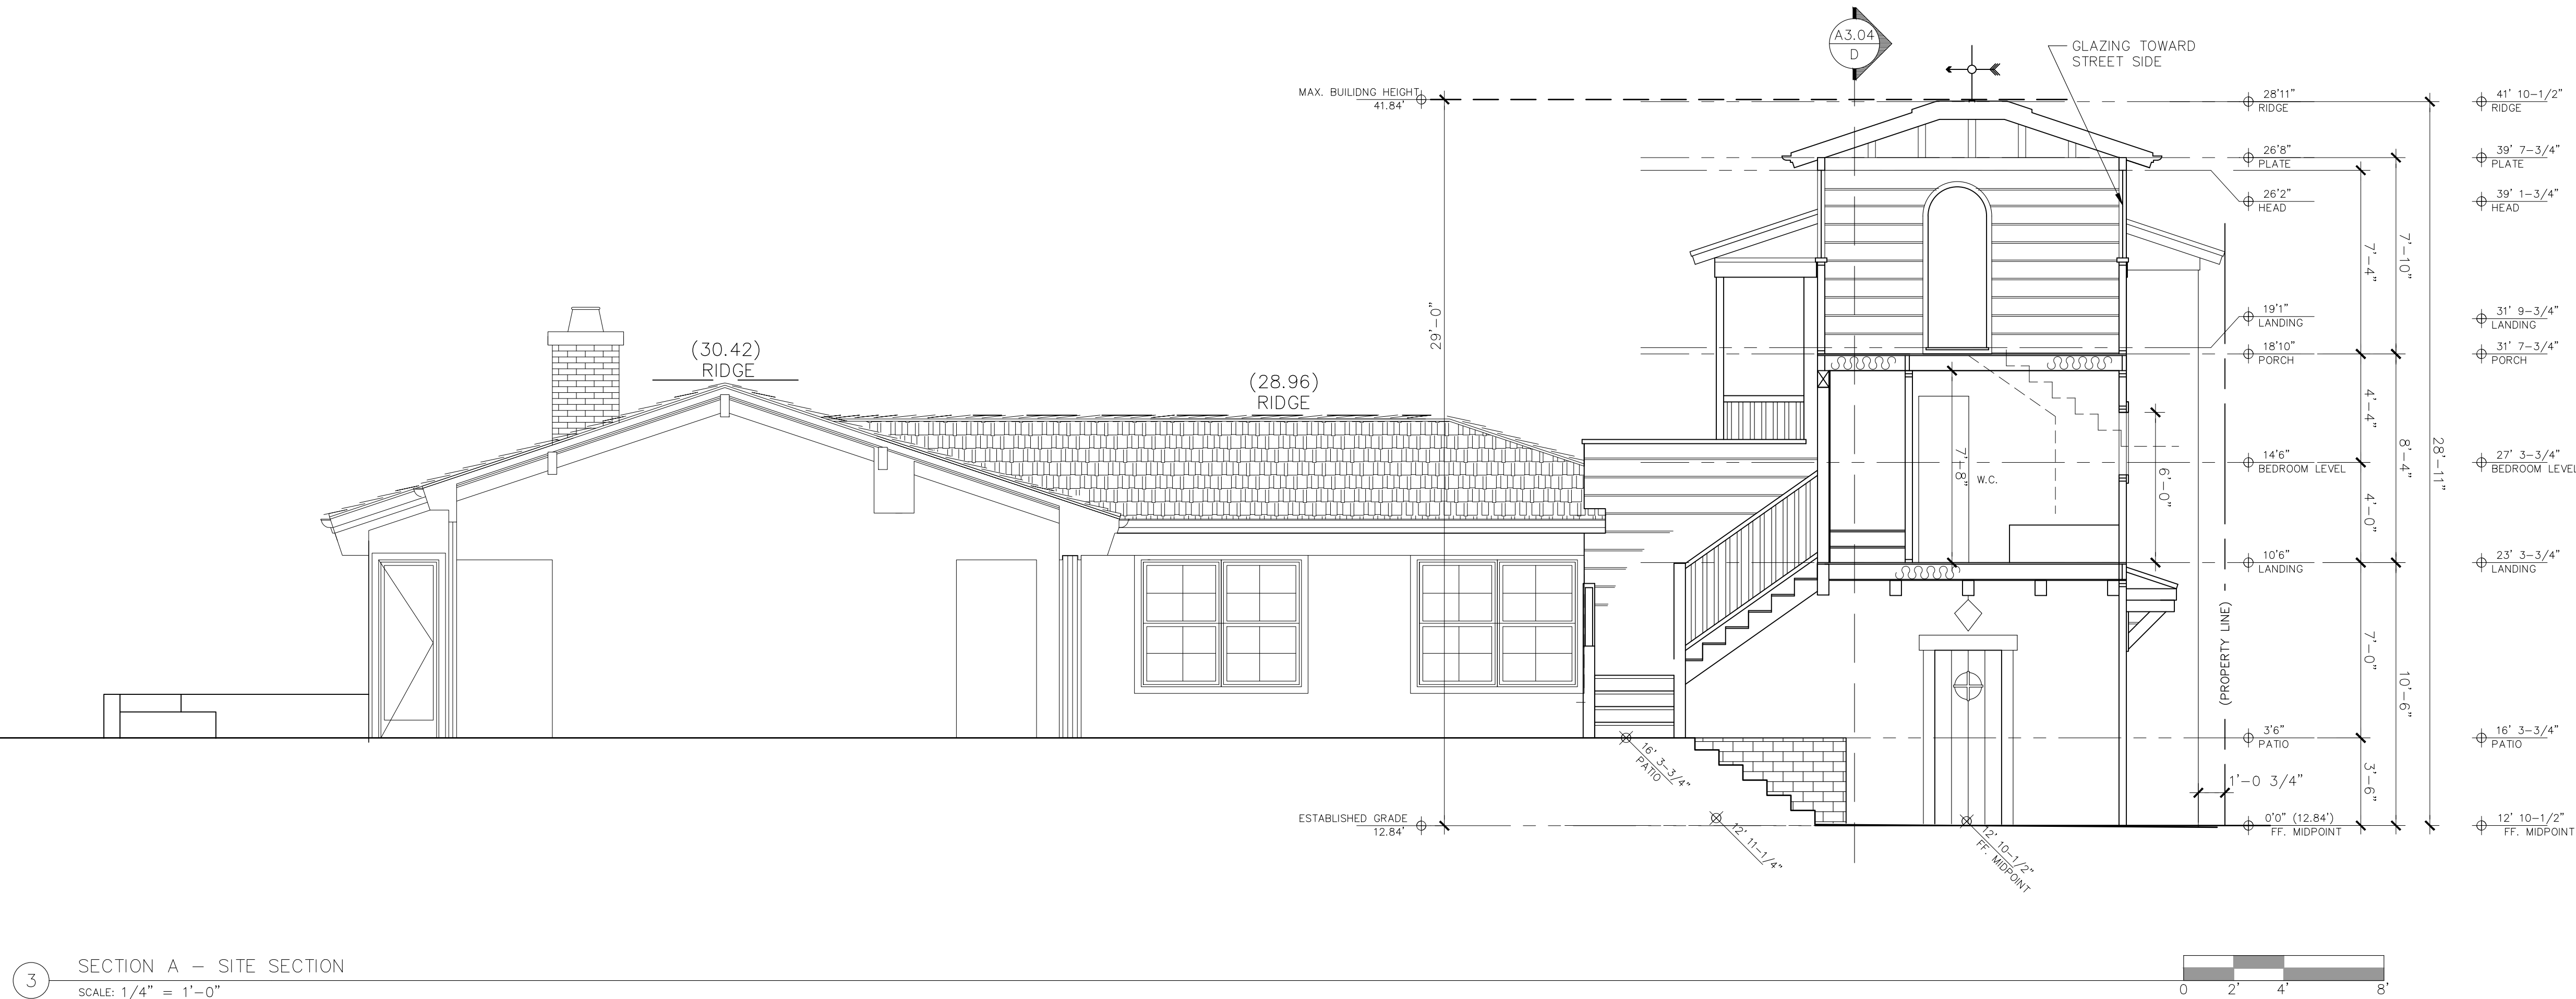 A3.04
D
GLAZING TOWARD
STREET SIDE
MAX. BUILIDNG HEIGHT
41.84'
28'11"
RIDGE
41' 10-1/2"
RIDGE
26'8"
PLATE
39' 7-3/4"
PLATE
26'2"
HEAD
39' 1-3/4"
HEAD
7'-4"
7'-10"
29'-0"
19'1"
LANDING
31' 9-3/4"
LANDING
18'10"
PORCH
31' 7-3/4"
PORCH
(30.42)
RIDGE
(28.96)
RIDGE
4'-4"
8'-4"
28'-11"
7'-8"
W.C.
6'-0"
14'6"
BEDROOM LEVEL
27' 3-3/4"
BEDROOM LEVEL
4'-0"
10'6"
LANDING
23' 3-3/4"
LANDING
(PROPERTY LINE)
7'-0"
10'-6"
3'6"
PATIO
16' 3-3/4"
PATIO
16' 3-3/4"
PATIO
1'-0 3/4"
3'-6"
ESTABLISHED GRADE
12.84'
12' 11-1/4"
12' 10-1/2"
FF. MIDPOINT
0'0" (12.84')
FF. MIDPOINT
12' 10-1/2"
FF. MIDPOINT
3
SECTION A - SITE SECTION
SCALE: 1/4" = 1'-0"
0 2' 4' 8'